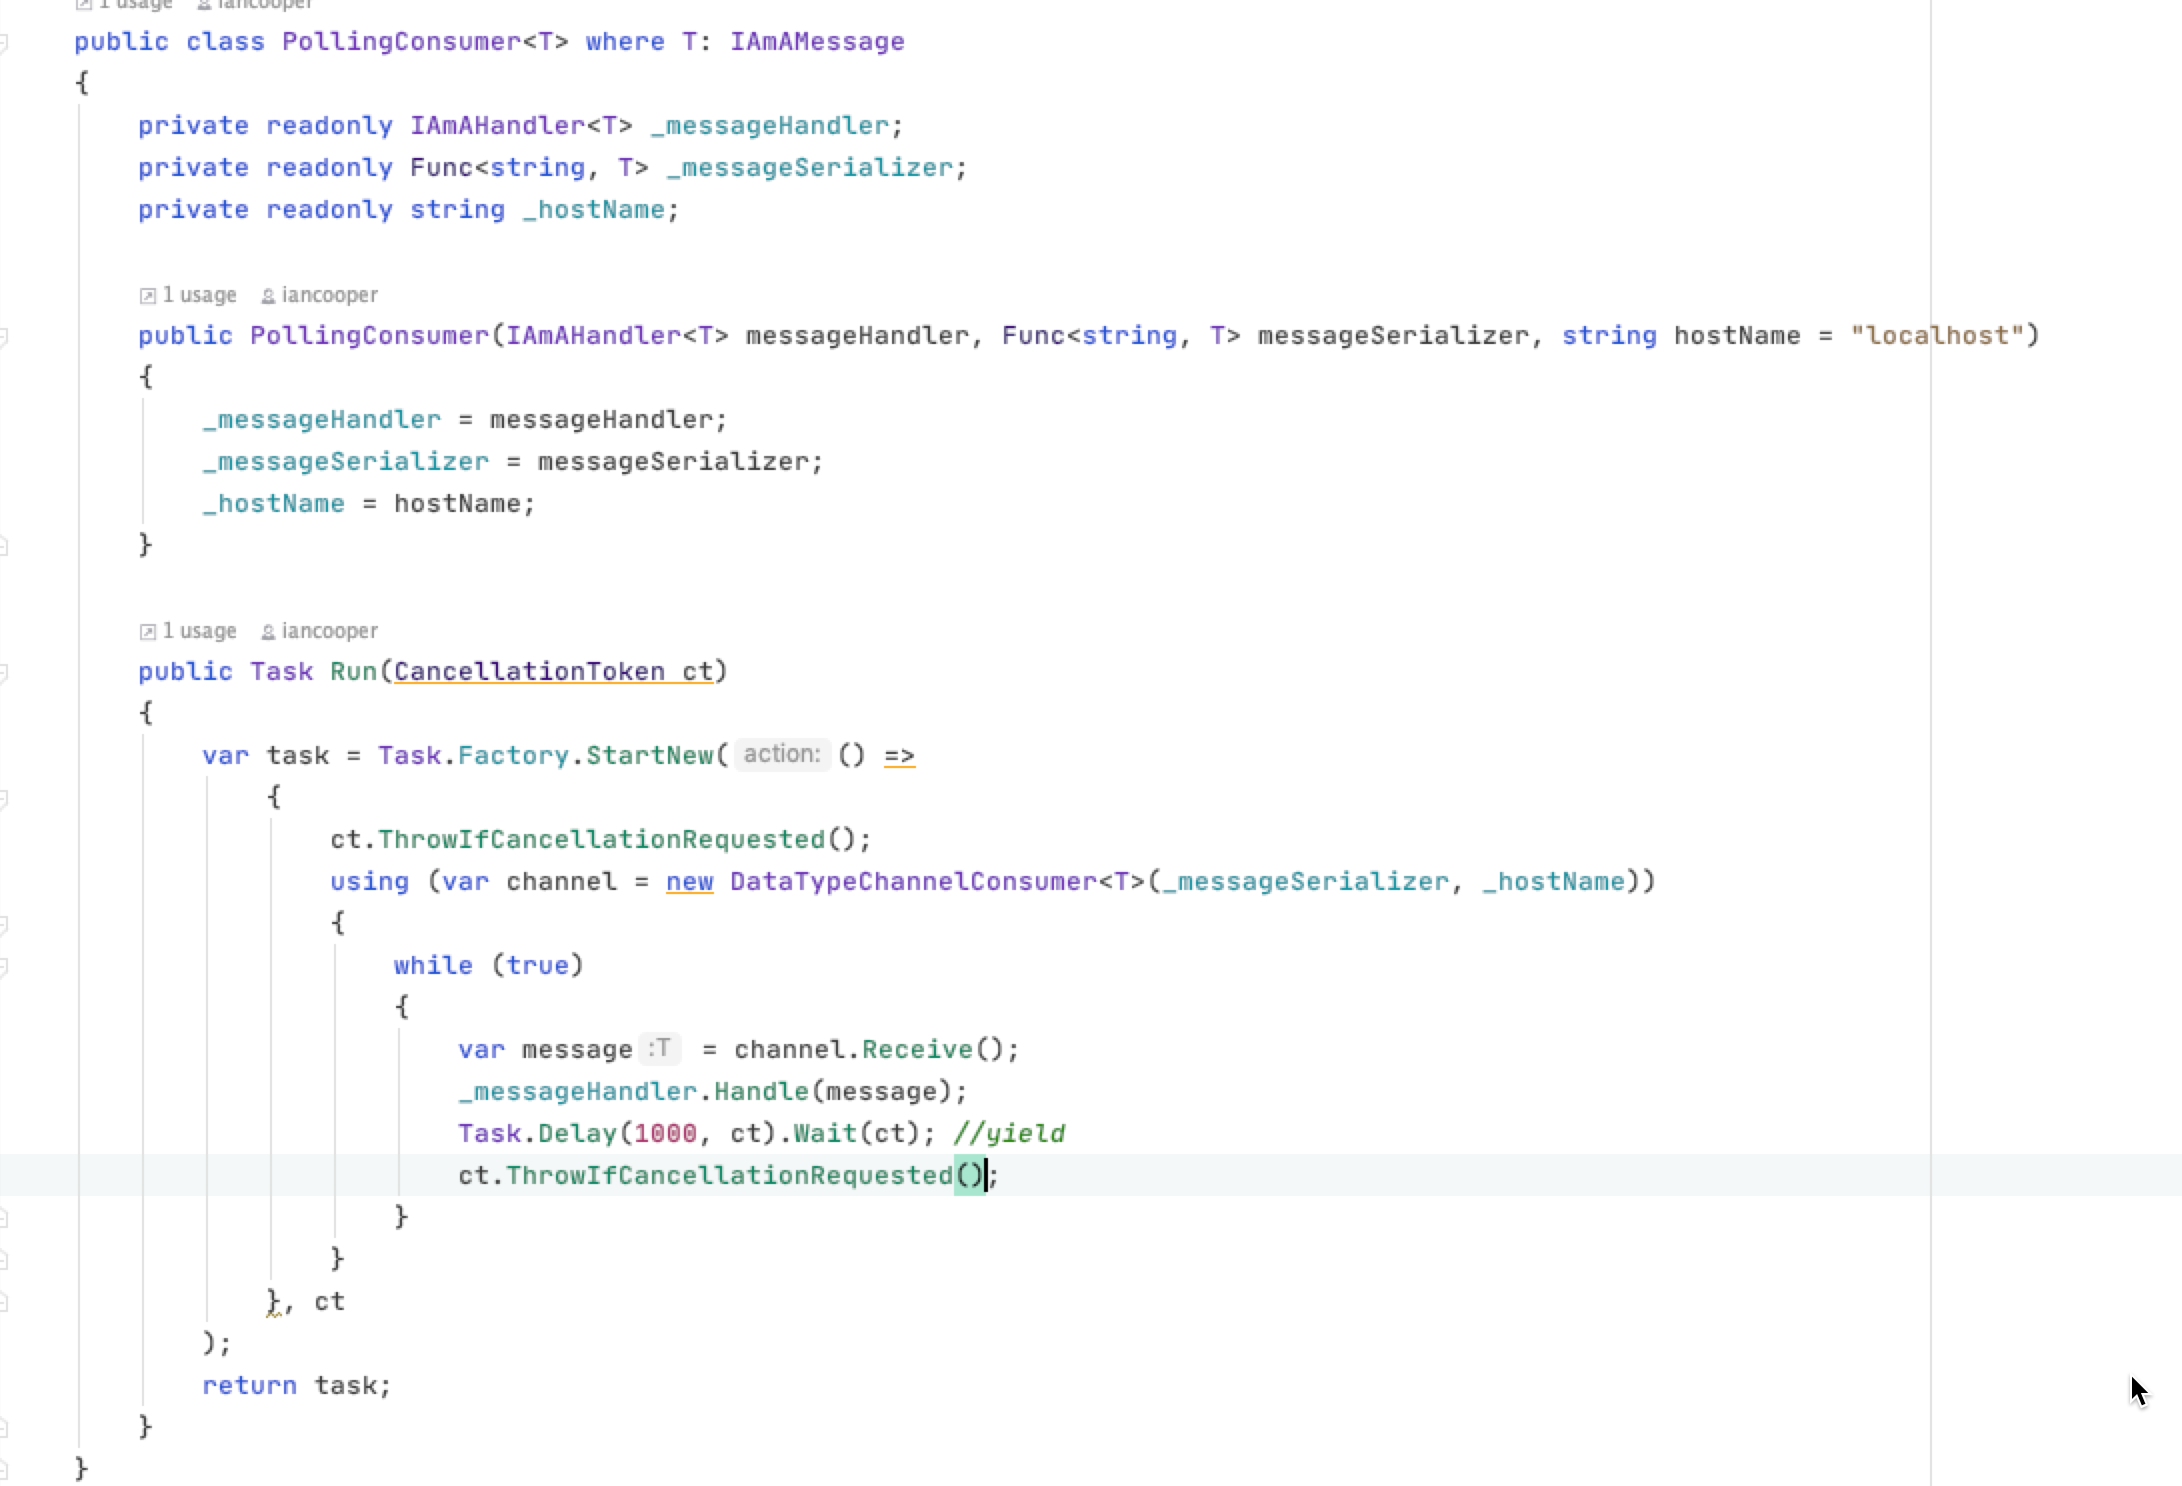 1 usage iancooper
public class PollingConsumer<T> where T: IAmAMessage
{
private readonly IAmAHandler<T> _messageHandler;
private readonly Func<string, T> _messageSerializer;
private readonly string _hostName;
1 usage iancooper
public PollingConsumer(IAmAHandler<T> messageHandler, Func<string, T> messageSerializer, string hostName = "localhost")
{
_messageHandler = messageHandler;
_messageSerializer = messageSerializer;
_hostName = hostName;
}
1 usage iancooper
public Task Run(CancellationToken ct)
{
var task = Task.Factory.StartNew( action: () =>
{
ct.ThrowIfCancellationRequested();
using (var channel = new DataTypeChannelConsumer<T>(_messageSerializer, _hostName))
{
while (true)
{
var message :T = channel.Receive();
_messageHandler.Handle(message);
Task.Delay(1000, ct).Wait(ct); //yield
ct.ThrowIfCancellationRequested();
}
}
}, ct
);
return task;
}
}